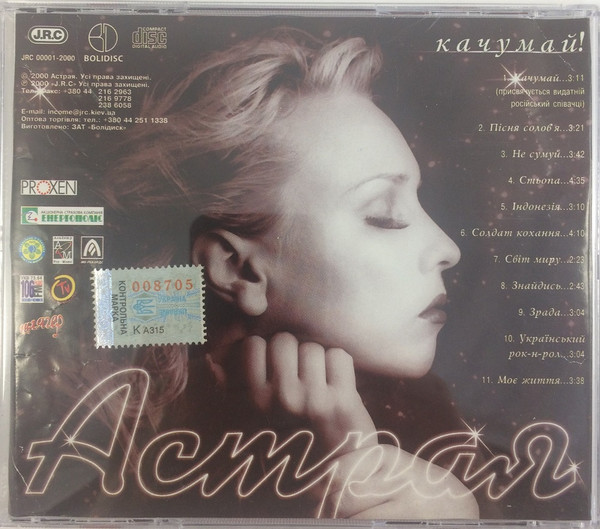 J.R.C
BOLIDISC
COMPACT
disc
DIGITAL AUDIO
JRC 00001-2000
качумай!
© 2000 Астрая. Усі права захищені.
℗ 2000 «J.R.C» Усі права захищені.
Тел./факс: +380 44 216 2963
216 9778
238 6058
E-mail: income@jrc.kiev.ua
Оптова торгівля: тел.: +380 44 251 1338
Виготовлено: ЗАТ «Болідиск»
1. Качумай...3:11
(присвячується видатній
російській співачці)
2. Пісня солов'я...3:21
3. Не сумуй...3:42
4. Стьопа...4:35
5. Індонезія...3:10
6. Солдат кохання...4:10
7. Світ миру...2:23
8. Знайдись...2:43
9. Зрада...3:04
10. Український
рок-н-рол...3:04
11. Моє життя...3:38
PROXEN
ЕНЕРГОПОЛІС
008705
КОНТРОЛЬНА
МАРКА
К А315
Астрая